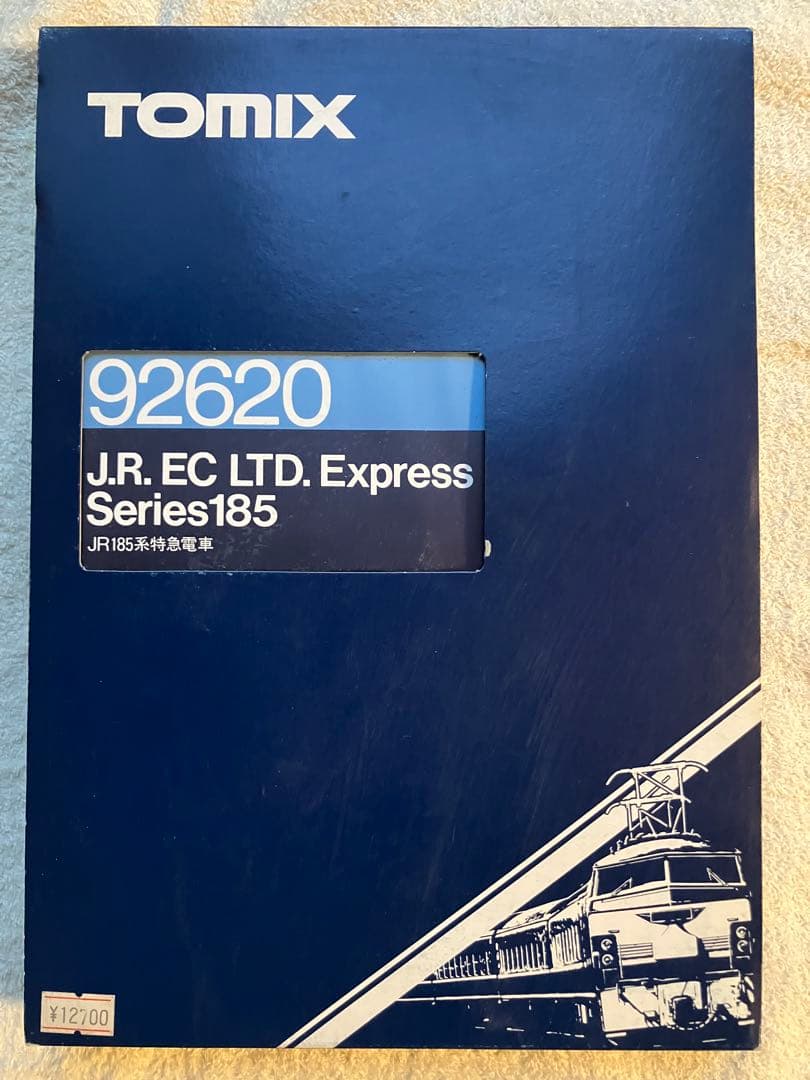 TOMIX
92620
J.R. EC LTD. Express
Series185
JR185系特急電車
¥12700